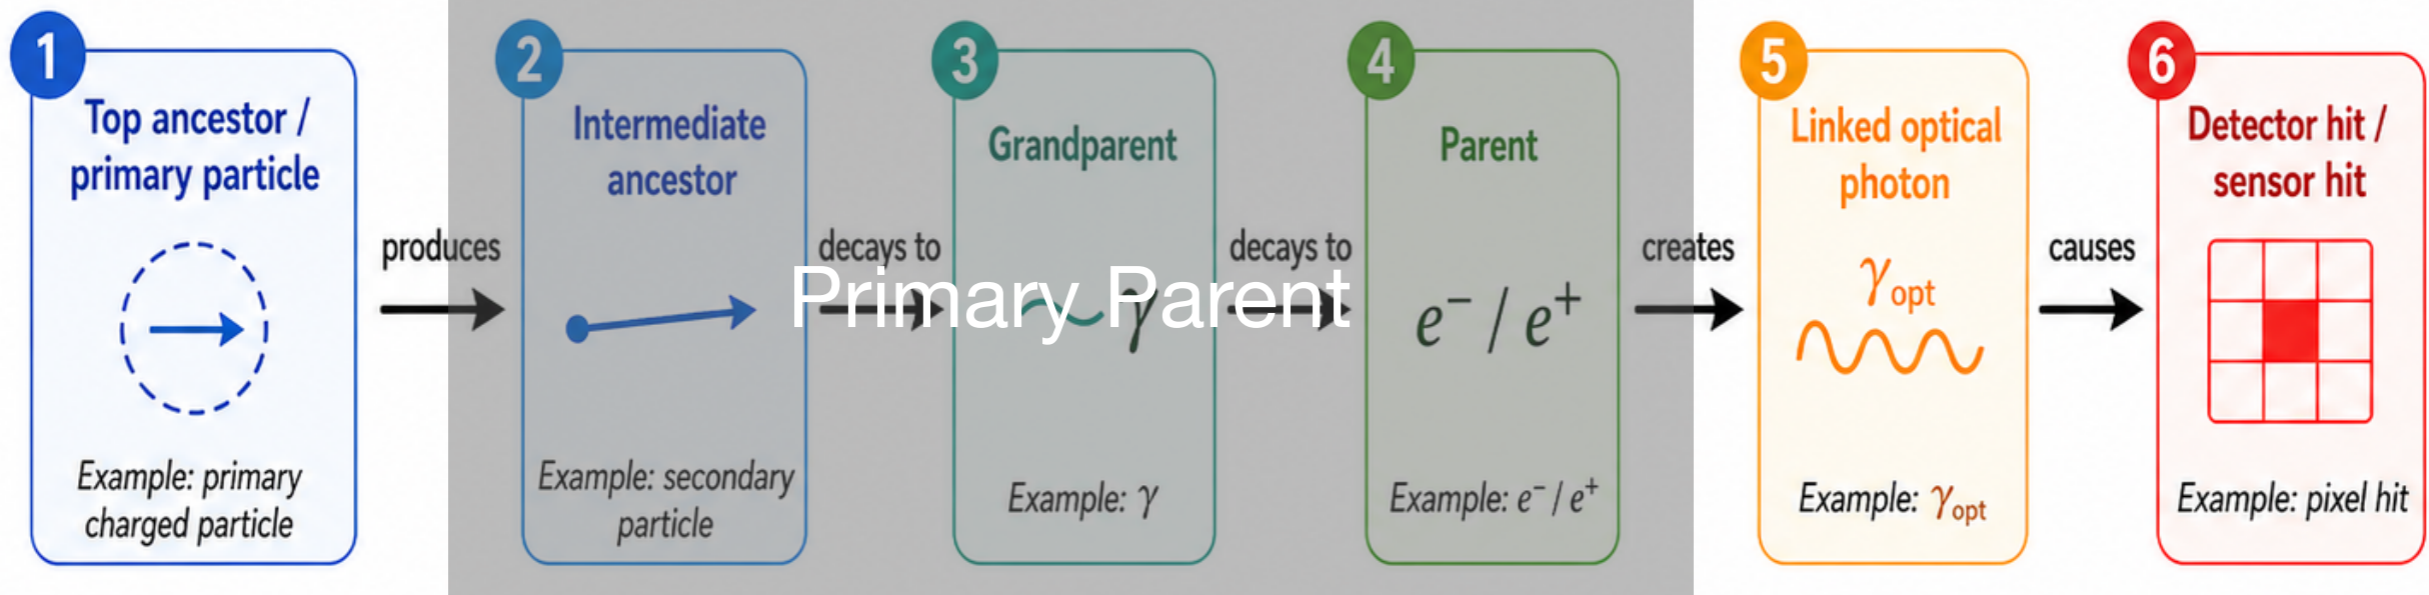 1
Top ancestor /
primary particle
Example: primary
charged particle
produces
2
Intermediate
ancestor
Example: secondary
particle
decays to
3
Grandparent
γ
Example: γ
decays to
4
Parent
e⁻ / e⁺
Example: e⁻ / e⁺
creates
5
Linked optical
photon
γopt
Example: γopt
causes
6
Detector hit /
sensor hit
Example: pixel hit
Primary Parent